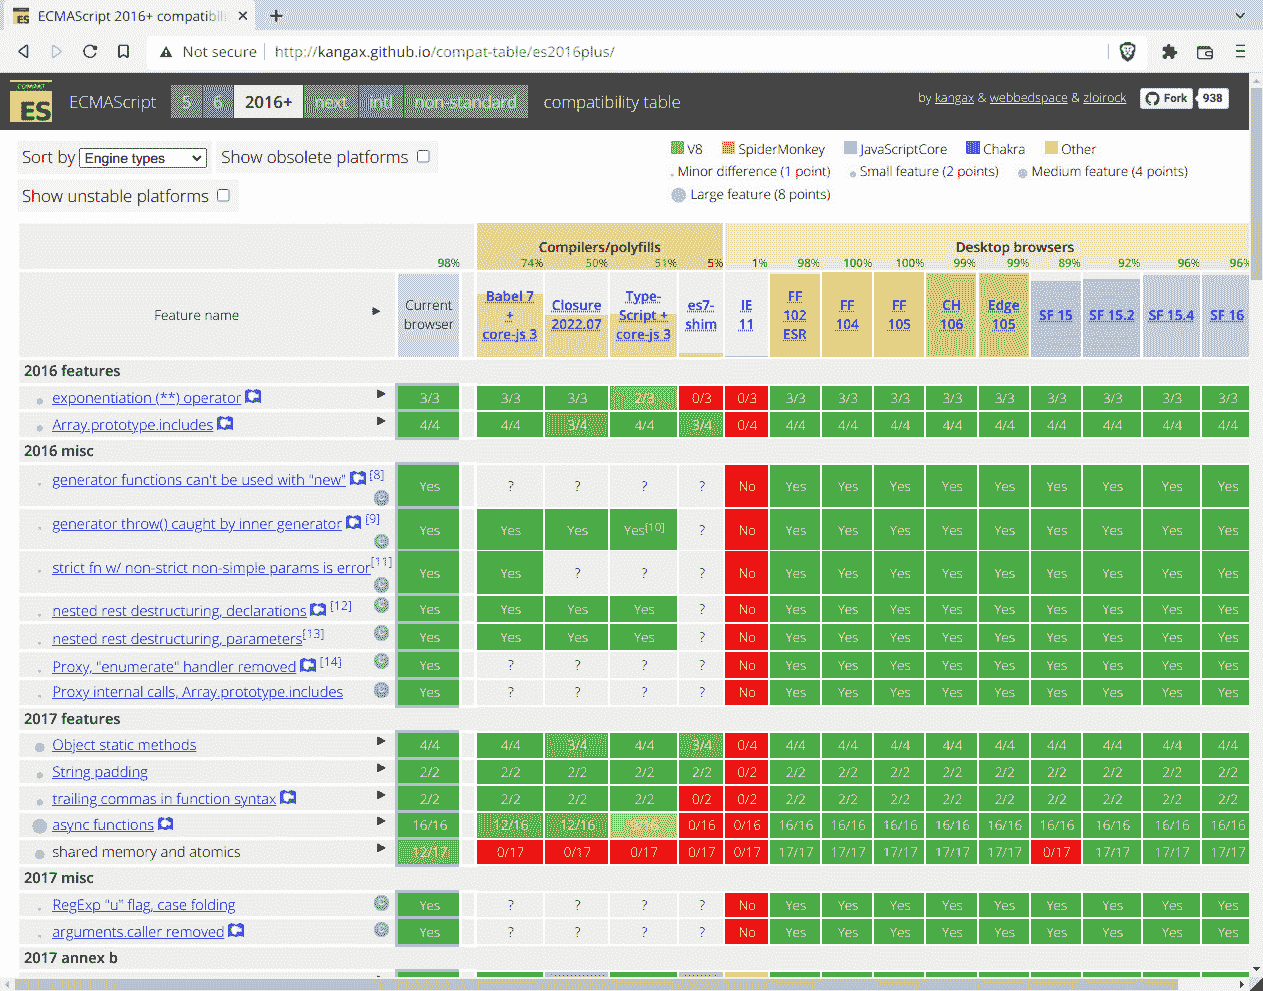 ECMAScript 2016+ compatibili
Not secure http://kangax.github.io/compat-table/es2016plus/
COMPAT ES ECMAScript 5 6 2016+ next intl non-standard compatibility table
by kangax & webbedspace & zloirock Fork 938
Sort by Engine types Show obsolete platforms
Show unstable platforms
V8 SpiderMonkey JavaScriptCore Chakra Other
Minor difference (1 point) Small feature (2 points) Medium feature (4 points)
Large feature (8 points)
Compilers/polyfills Desktop browsers
98% 74% 50% 51% 5% 1% 98% 100% 100% 99% 99% 89% 92% 96% 96%
Feature name Current browser Babel 7 + core-js 3 Closure 2022.07 Type-Script + core-js 3 es7-shim IE 11 FF 102 ESR FF 104 FF 105 CH 106 Edge 105 SF 15 SF 15.2 SF 15.4 SF 16
2016 features
exponentiation (**) operator 3/3 3/3 3/3 2/3 0/3 0/3 3/3 3/3 3/3 3/3 3/3 3/3 3/3 3/3 3/3
Array.prototype.includes 4/4 4/4 3/4 4/4 3/4 0/4 4/4 4/4 4/4 4/4 4/4 4/4 4/4 4/4 4/4
2016 misc
generator functions can't be used with "new" [8] Yes ? ? ? ? No Yes Yes Yes Yes Yes Yes Yes Yes Yes
generator throw() caught by inner generator [9] Yes Yes Yes Yes[10] ? No Yes Yes Yes Yes Yes Yes Yes Yes Yes
strict fn w/ non-strict non-simple params is error[11] Yes Yes ? ? ? No Yes Yes Yes Yes Yes Yes Yes Yes Yes
nested rest destructuring, declarations [12] Yes Yes Yes Yes ? No Yes Yes Yes Yes Yes Yes Yes Yes Yes
nested rest destructuring, parameters[13] Yes Yes Yes Yes ? No Yes Yes Yes Yes Yes Yes Yes Yes Yes
Proxy, "enumerate" handler removed [14] Yes ? ? ? ? No Yes Yes Yes Yes Yes Yes Yes Yes Yes
Proxy internal calls, Array.prototype.includes Yes ? ? ? ? No Yes Yes Yes Yes Yes Yes Yes Yes Yes
2017 features
Object static methods 4/4 4/4 3/4 4/4 3/4 0/4 4/4 4/4 4/4 4/4 4/4 4/4 4/4 4/4 4/4
String padding 2/2 2/2 2/2 2/2 2/2 0/2 2/2 2/2 2/2 2/2 2/2 2/2 2/2 2/2 2/2
trailing commas in function syntax 2/2 2/2 2/2 2/2 0/2 0/2 2/2 2/2 2/2 2/2 2/2 2/2 2/2 2/2 2/2
async functions 16/16 12/16 12/16 0/16 0/16 16/16 16/16 16/16 16/16 16/16 16/16 16/16 16/16 16/16
shared memory and atomics 12/17 0/17 0/17 0/17 0/17 0/17 17/17 17/17 17/17 17/17 17/17 0/17 17/17 17/17 17/17
2017 misc
RegExp "u" flag, case folding Yes ? ? ? ? No Yes Yes Yes Yes Yes Yes Yes Yes Yes
arguments.caller removed Yes ? ? ? ? No Yes Yes Yes Yes Yes Yes Yes Yes Yes
2017 annex b